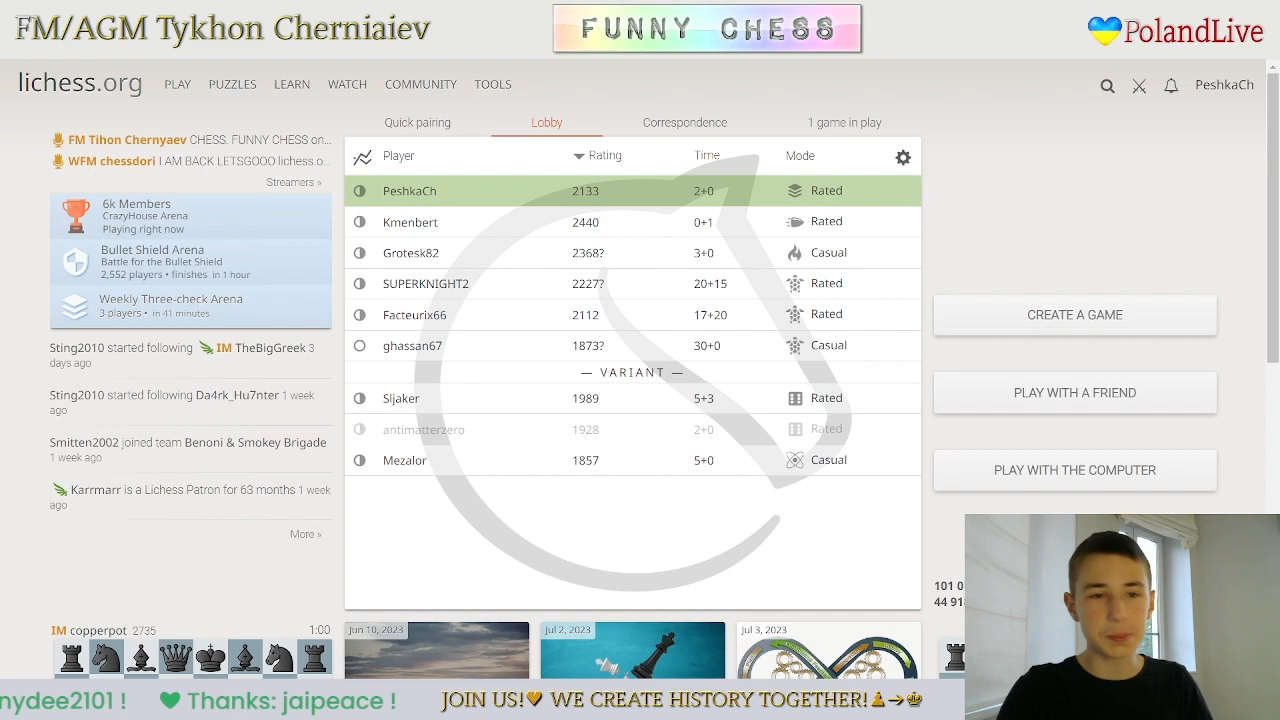 FM/AGM Tykhon Cherniaiev
FUNNY CHESS
PolandLive
lichess.org
PLAY
PUZZLES
LEARN
WATCH
COMMUNITY
TOOLS
PeshkaCh
FM Tihon Chernyaev CHESS. FUNNY CHESS on...
WFM chessdori I AM BACK LETSGOOO lichess o...
Streamers »
6k Members
CrazyHouse Arena
Playing right now
Bullet Shield Arena
Battle for the Bullet Shield
2,552 players • finishes in 1 hour
Weekly Three-check Arena
3 players • in 41 minutes
Sting2010 started following IM TheBigGreek 3
days ago
Sting2010 started following Da4rk_Hu7nter 1 week
ago
Smitten2002 joined team Benoni & Smokey Brigade
1 week ago
Karrmarr is a Lichess Patron for 63 months 1 week
ago
More »
Quick pairing
Lobby
Correspondence
1 game in play
Player Rating Time Mode
PeshkaCh 2133 2+0 Rated
Kmenbert 2440 0+1 Rated
Grotesk82 2368? 3+0 Casual
SUPERKNIGHT2 2227? 20+15 Rated
Facteurix66 2112 17+20 Rated
ghassan67 1873? 30+0 Casual
— VARIANT —
Sljaker 1989 5+3 Rated
antimatterzero 1928 2+0 Rated
Mezalor 1857 5+0 Casual
CREATE A GAME
PLAY WITH A FRIEND
PLAY WITH THE COMPUTER
101 0
44 91
IM copperpot 2735 1:00
Jun 10, 2023
Jul 2, 2023
Jul 3, 2023
nydee2101 !
Thanks: jaipeace !
JOIN US!🧡 WE CREATE HISTORY TOGETHER!♟→♚